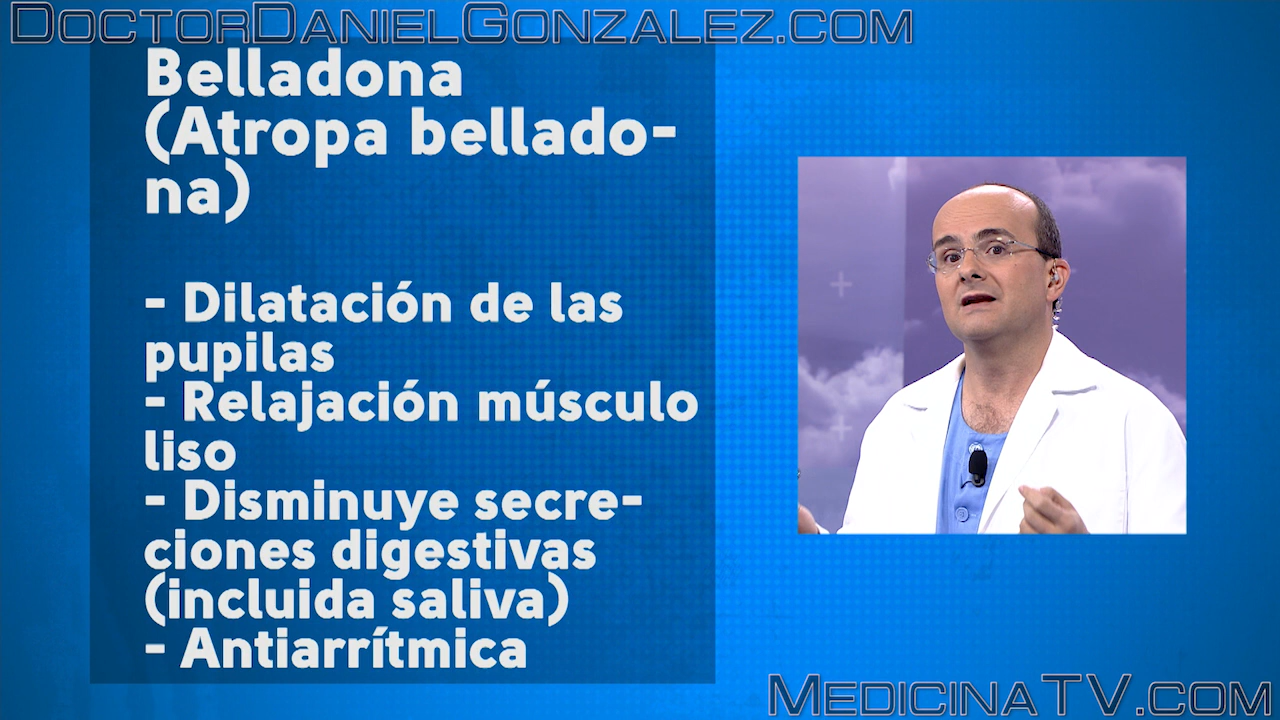 DOCTORDANIELGONZALEZ.COM
Belladona
(Atropa bellado-
na)
- Dilatación de las
pupilas
- Relajación músculo
liso
- Disminuye secre-
ciones digestivas
(incluida saliva)
- Antiarrítmica
MEDICINATV.COM